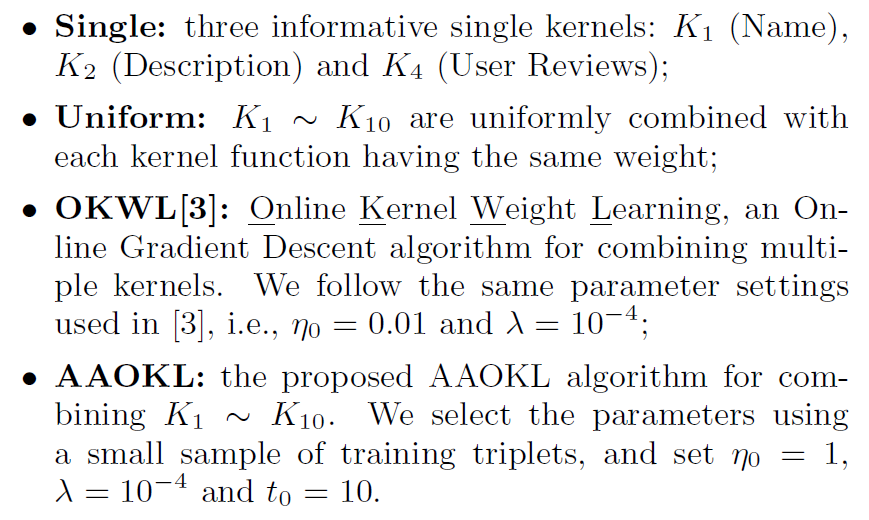 • Single: three informative single kernels: K₁ (Name),
K₂ (Description) and K₄ (User Reviews);
• Uniform: K₁ ∼ K₁₀ are uniformly combined with
each kernel function having the same weight;
• OKWL[3]: Online Kernel Weight Learning, an On-
line Gradient Descent algorithm for combining multi-
ple kernels. We follow the same parameter settings
used in [3], i.e., η₀ = 0.01 and λ = 10⁻⁴;
• AAOKL: the proposed AAOKL algorithm for com-
bining K₁ ∼ K₁₀. We select the parameters using
a small sample of training triplets, and set η₀ = 1,
λ = 10⁻⁴ and t₀ = 10.